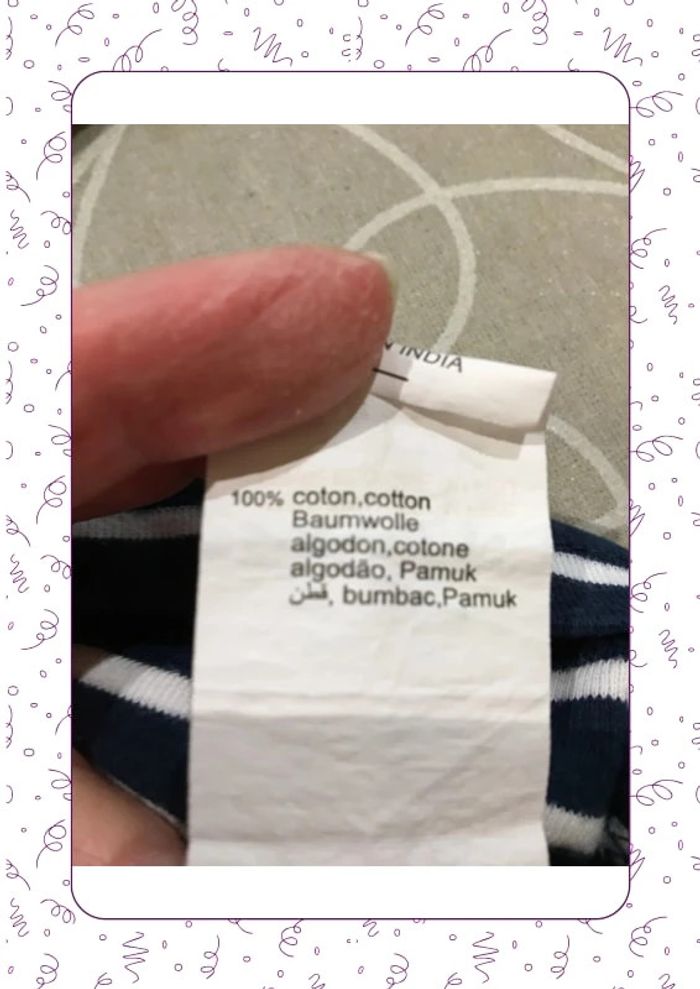 INDIA
100% coton,cotton
Baumwolle
algodon,cotone
algodão, Pamuk
قطن, bumbac,Pamuk